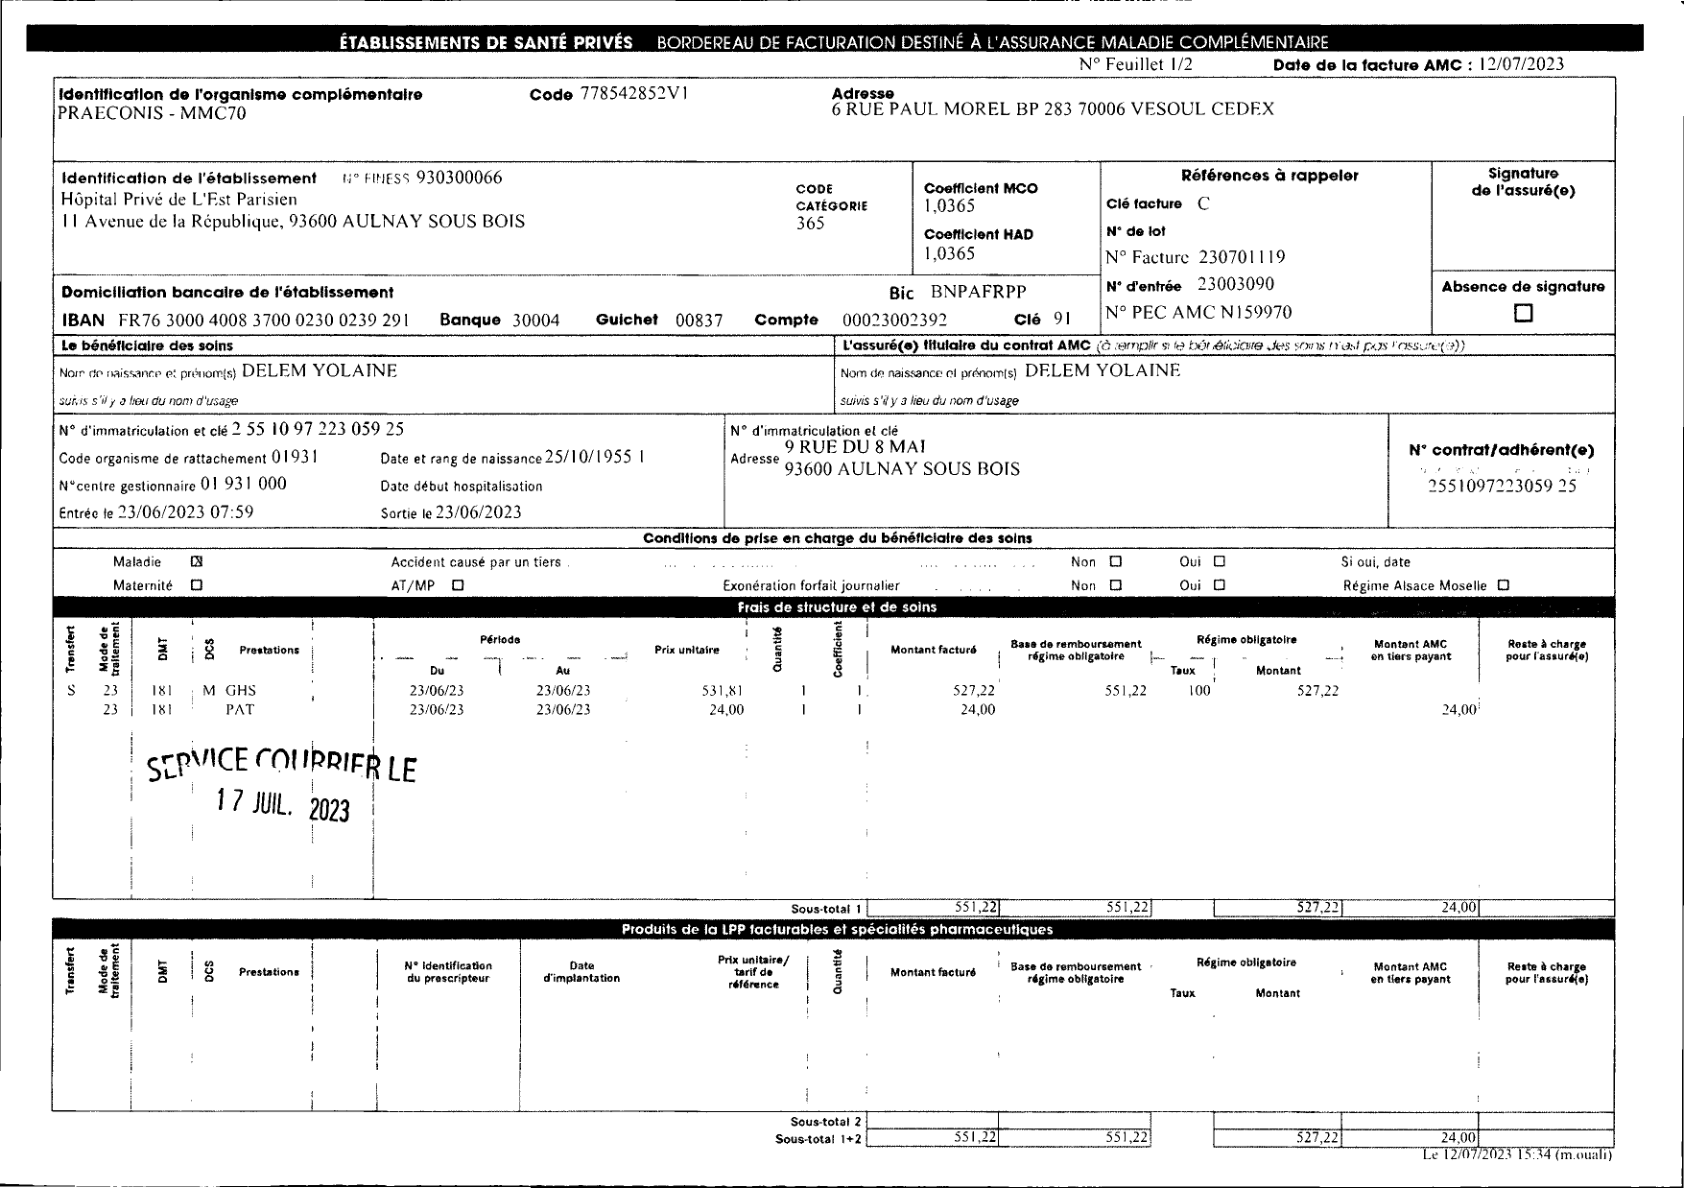 ÉTABLISSEMENTS DE SANTÉ PRIVÉS BORDEREAU DE FACTURATION DESTINÉ À L'ASSURANCE MALADIE COMPLÉMENTAIRE
N° Feuillet 1/2 Date de la facture AMC : 12/07/2023
Identification de l'organisme complémentaire Code 778542852V1 Adresse
PRAECONIS - MMC70 6 RUE PAUL MOREL BP 283 70006 VESOUL CEDEX
Identification de l'établissement N° FINESS 930300066
Hôpital Privé de L'Est Parisien
11 Avenue de la République, 93600 AULNAY SOUS BOIS
CODE
CATÉGORIE
365
Coefficient MCO
1,0365
Coefficient HAD
1,0365
Références à rappeler
Clé facture C
N° de lot
N° Facture 230701119
N° d'entrée 23003090
N° PEC AMC N159970
Signature
de l'assuré(e)
Absence de signature
Domiciliation bancaire de l'établissement Bic BNPAFRPP
IBAN FR76 3000 4008 3700 0230 0239 291 Banque 30004 Guichet 00837 Compte 00023002392 Clé 91
Le bénéficiaire des soins
Nom de naissance et prénom(s) DELEM YOLAINE
suivis s'il y a lieu du nom d'usage
L'assuré(e) titulaire du contrat AMC (à remplir si le bénéficiaire des soins n'est pas l'assuré(e))
Nom de naissance et prénom(s) DELEM YOLAINE
suivis s'il y a lieu du nom d'usage
N° d'immatriculation et clé 2 55 10 97 223 059 25
Code organisme de rattachement 01931 Date et rang de naissance 25/10/1955 1
N°centre gestionnaire 01 931 000 Date début hospitalisation
Entrée le 23/06/2023 07:59 Sortie le 23/06/2023
N° d'immatriculation et clé
Adresse 9 RUE DU 8 MAI
93600 AULNAY SOUS BOIS
N° contrat/adhérent(e)
2551097223059 25
Conditions de prise en charge du bénéficiaire des soins
Maladie Accident causé par un tiers Non Oui Si oui, date
Maternité AT/MP Exonération forfait journalier Non Oui Régime Alsace Moselle
Frais de structure et de soins
Transfert Mode de traitement DMT DCS Prestations Période Du Au Prix unitaire Quantité Coefficient Montant facturé Base de remboursement régime obligatoire Régime obligatoire Taux Montant Montant AMC en tiers payant Reste à charge pour l'assuré(e)
S 23 181 M GHS 23/06/23 23/06/23 531,81 1 1 527,22 551,22 100 527,22
23 181 PAT 23/06/23 23/06/23 24,00 1 1 24,00 24,00
SERVICE COURRIER LE
17 JUIL. 2023
Sous-total 1 551,22 551,22 527,22 24,00
Produits de la LPP facturables et spécialités pharmaceutiques
Transfert Mode de traitement DMT DCS Prestations N° Identification du prescripteur Date d'implantation Prix unitaire/ tarif de référence Quantité Montant facturé Base de remboursement régime obligatoire Régime obligatoire Taux Montant Montant AMC en tiers payant Reste à charge pour l'assuré(e)
Sous-total 2
Sous-total 1+2 551,22 551,22 527,22 24,00
Le 12/07/2023 15:34 (m.ouali)